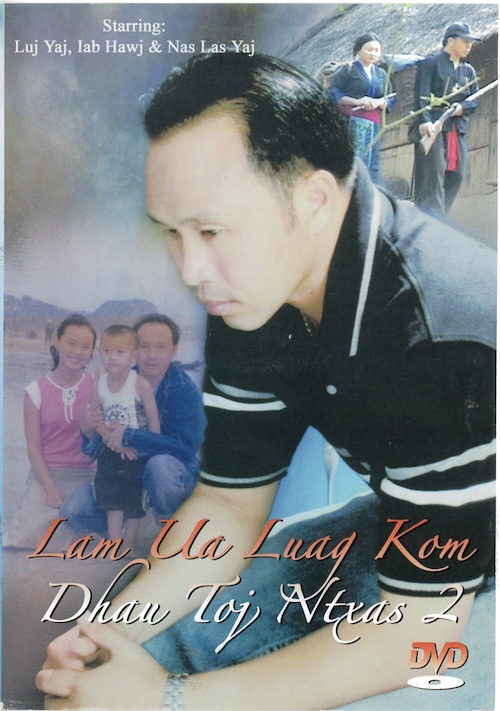 Starring:
Luj Yaj, Iab Hawj & Nas Las Yaj
Lam Ua Luag Kom
Dhau Toj Ntxas 2
DVD